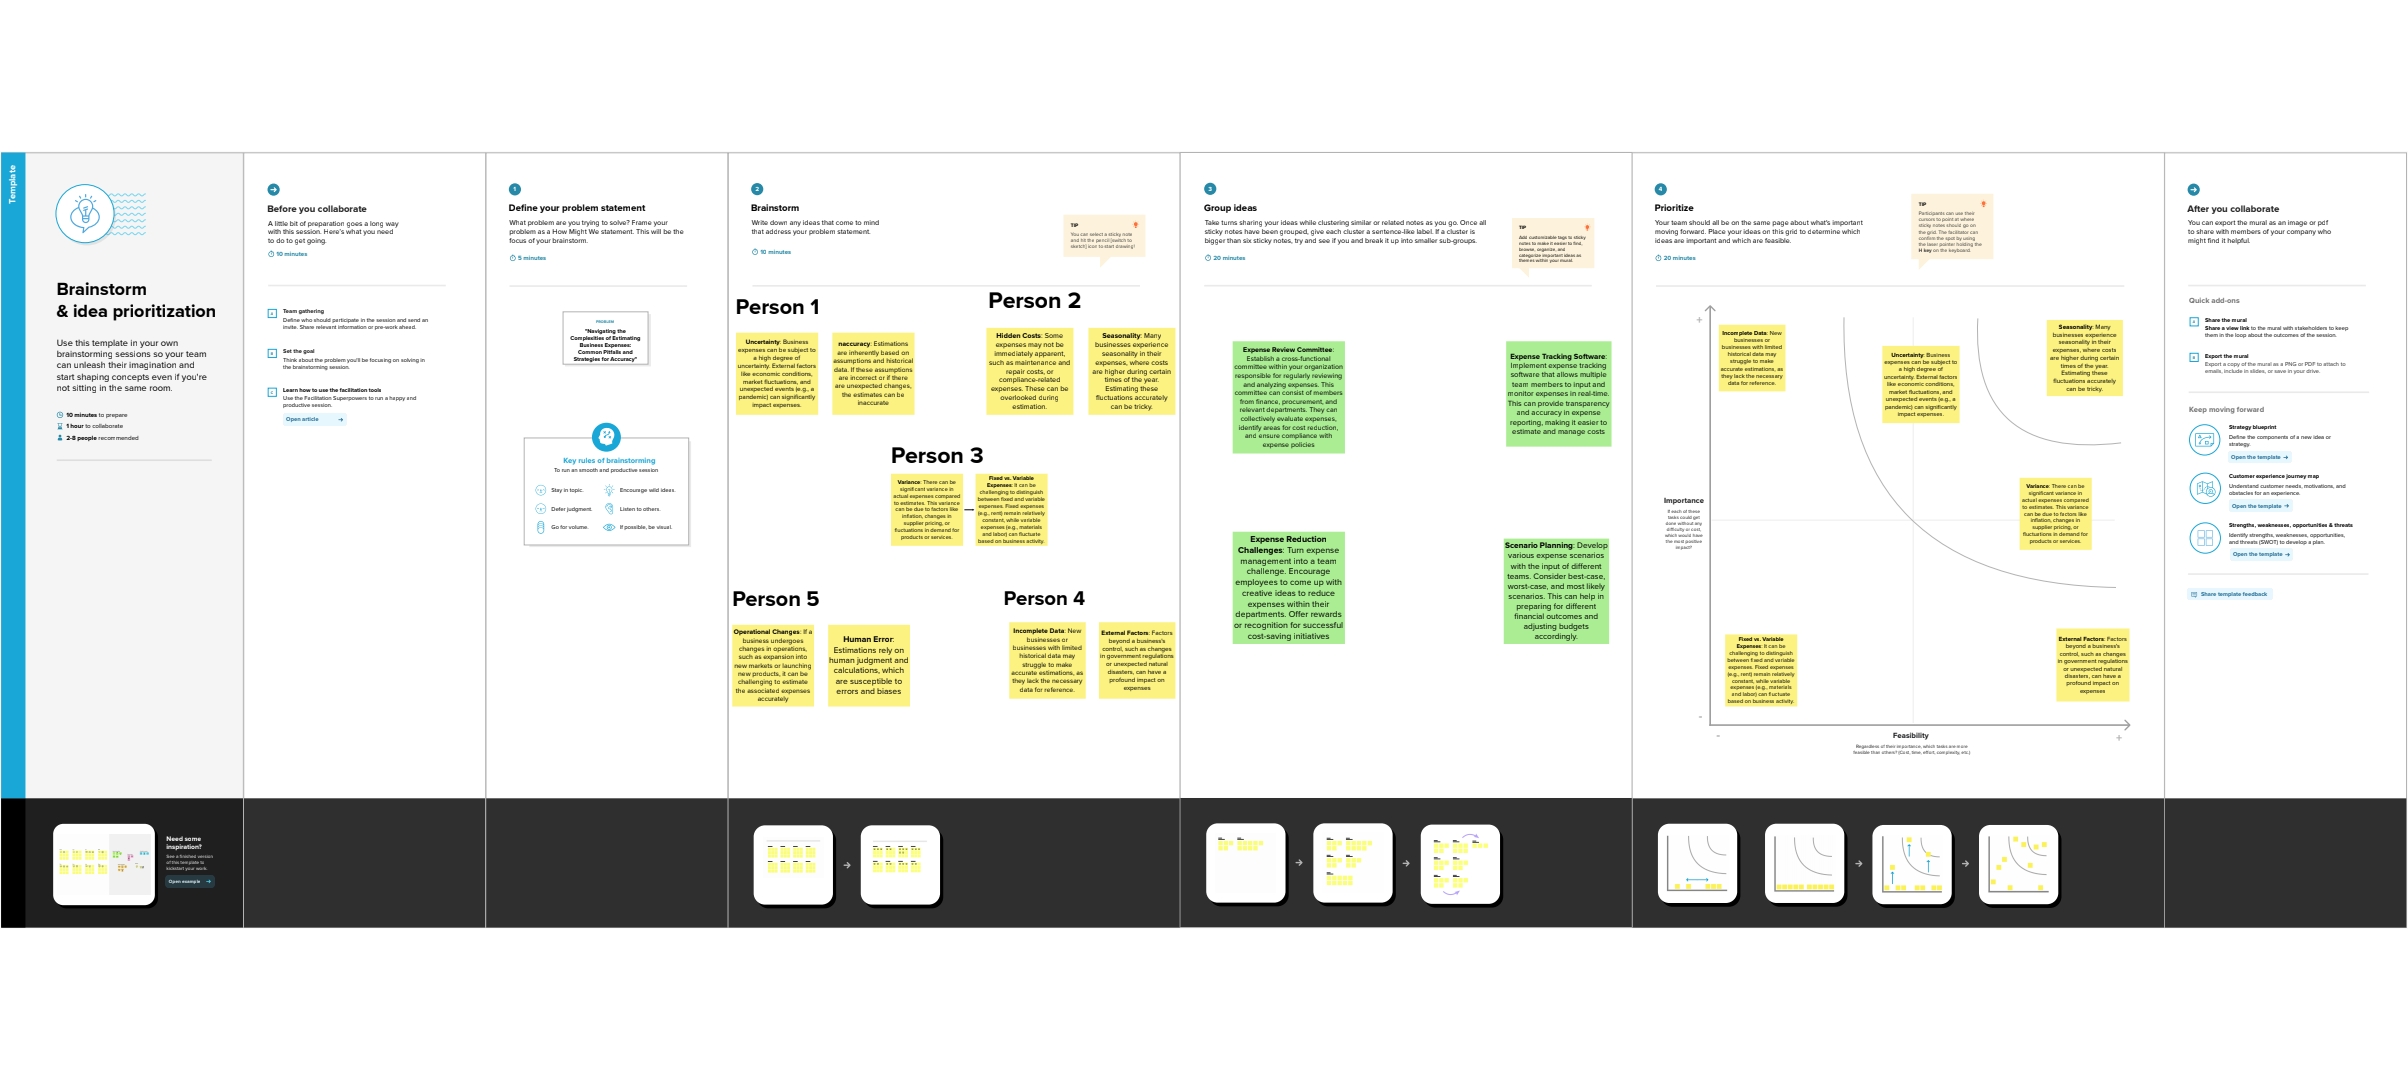 Template
Brainstorm
& idea prioritization
Use this template in your own
brainstorming sessions so your team
can unleash their imagination and
start shaping concepts even if you're
not sitting in the same room.
10 minutes to prepare
1 hour to collaborate
2-8 people recommended
Need some
inspiration?
See a finished version
of this template to
kickstart your work.
Open example
Before you collaborate
A little bit of preparation goes a long way
with this session. Here's what you need
to do to get going.
10 minutes
A
Team gathering
Define who should participate in the session and send an
invite. Share relevant information or pre-work ahead.
B
Set the goal
Think about the problem you'll be focusing on solving in
the brainstorming session.
C
Learn how to use the facilitation tools
Use the Facilitation Superpowers to run a happy and
productive session.
Open article
1
Define your problem statement
What problem are you trying to solve? Frame your
problem as a How Might We statement. This will be the
focus of your brainstorm.
5 minutes
PROBLEM
"Navigating the
Complexities of Estimating
Business Expenses:
Common Pitfalls and
Strategies for Accuracy"
Key rules of brainstorming
To run an smooth and productive session
Stay in topic.
Encourage wild ideas.
Defer judgment.
Listen to others.
Go for volume.
If possible, be visual.
2
Brainstorm
Write down any ideas that come to mind
that address your problem statement.
10 minutes
TIP
You can select a sticky note
and hit the pencil [switch to
sketch] icon to start drawing!
Person 1
Uncertainty: Business
expenses can be subject to
a high degree of
uncertainty. External factors
like economic conditions,
market fluctuations, and
unexpected events (e.g., a
pandemic) can significantly
impact expenses.
naccuracy: Estimations
are inherently based on
assumptions and historical
data. If these assumptions
are incorrect or if there
are unexpected changes,
the estimates can be
inaccurate
Person 2
Hidden Costs: Some
expenses may not be
immediately apparent,
such as maintenance and
repair costs, or
compliance-related
expenses. These can be
overlooked during
estimation.
Seasonality: Many
businesses experience
seasonality in their
expenses, where costs
are higher during certain
times of the year.
Estimating these
fluctuations accurately
can be tricky.
Person 3
Variance: There can be
significant variance in
actual expenses compared
to estimates. This variance
can be due to factors like
inflation, changes in
supplier pricing, or
fluctuations in demand for
products or services.
Fixed vs. Variable
Expenses: It can be
challenging to distinguish
between fixed and variable
expenses. Fixed expenses
(e.g., rent) remain relatively
constant, while variable
expenses (e.g., materials
and labor) can fluctuate
based on business activity.
Person 5
Operational Changes: If a
business undergoes
changes in operations,
such as expansion into
new markets or launching
new products, it can be
challenging to estimate
the associated expenses
accurately
Human Error:
Estimations rely on
human judgment and
calculations, which
are susceptible to
errors and biases
Person 4
Incomplete Data: New
businesses or
businesses with limited
historical data may
struggle to make
accurate estimations, as
they lack the necessary
data for reference.
External Factors: Factors
beyond a business's
control, such as changes
in government regulations
or unexpected natural
disasters, can have a
profound impact on
expenses
3
Group ideas
Take turns sharing your ideas while clustering similar or related notes as you go. Once all
sticky notes have been grouped, give each cluster a sentence-like label. If a cluster is
bigger than six sticky notes, try and see if you and break it up into smaller sub-groups.
20 minutes
TIP
Add customizable tags to sticky
notes to make it easier to find,
browse, organize, and
categorize important ideas as
themes within your mural.
Expense Review Committee:
Establish a cross-functional
committee within your organization
responsible for regularly reviewing
and analyzing expenses. This
committee can consist of members
from finance, procurement, and
relevant departments. They can
collectively evaluate expenses,
identify areas for cost reduction,
and ensure compliance with
expense policies
Expense Tracking Software:
Implement expense tracking
software that allows multiple
team members to input and
monitor expenses in real-time.
This can provide transparency
and accuracy in expense
reporting, making it easier to
estimate and manage costs
Expense Reduction
Challenges: Turn expense
management into a team
challenge. Encourage
employees to come up with
creative ideas to reduce
expenses within their
departments. Offer rewards
or recognition for successful
cost-saving initiatives
Scenario Planning: Develop
various expense scenarios
with the input of different
teams. Consider best-case,
worst-case, and most likely
scenarios. This can help in
preparing for different
financial outcomes and
adjusting budgets
accordingly.
4
Prioritize
Your team should all be on the same page about what's important
moving forward. Place your ideas on this grid to determine which
ideas are important and which are feasible.
20 minutes
TIP
Participants can use their
cursors to point at where
sticky notes should go on
the grid. The facilitator can
confirm the spot by using
the laser pointer holding the
H key on the keyboard.
Incomplete Data: New
businesses or
businesses with limited
historical data may
struggle to make
accurate estimations, as
they lack the necessary
data for reference.
Uncertainty: Business
expenses can be subject to
a high degree of
uncertainty. External factors
like economic conditions,
market fluctuations, and
unexpected events (e.g., a
pandemic) can significantly
impact expenses.
Seasonality: Many
businesses experience
seasonality in their
expenses, where costs
are higher during certain
times of the year.
Estimating these
fluctuations accurately
can be tricky.
Variance: There can be
significant variance in
actual expenses compared
to estimates. This variance
can be due to factors like
inflation, changes in
supplier pricing, or
fluctuations in demand for
products or services.
Importance
If each of these
tasks could get
done without any
difficulty or cost,
which would have
the most positive
impact?
Fixed vs. Variable
Expenses: It can be
challenging to distinguish
between fixed and variable
expenses. Fixed expenses
(e.g., rent) remain relatively
constant, while variable
expenses (e.g., materials
and labor) can fluctuate
based on business activity.
External Factors: Factors
beyond a business's
control, such as changes
in government regulations
or unexpected natural
disasters, can have a
profound impact on
expenses
Feasibility
Regardless of their importance, which tasks are more
feasible than others? (Cost, time, effort, complexity, etc.)
After you collaborate
You can export the mural as an image or pdf
to share with members of your company who
might find it helpful.
Quick add-ons
A
Share the mural
Share a view link to the mural with stakeholders to keep
them in the loop about the outcomes of the session.
B
Export the mural
Export a copy of the mural as a PNG or PDF to attach to
emails, include in slides, or save in your drive.
Keep moving forward
Strategy blueprint
Define the components of a new idea or
strategy.
Open the template
Customer experience journey map
Understand customer needs, motivations, and
obstacles for an experience.
Open the template
Strengths, weaknesses, opportunities & threats
Identify strengths, weaknesses, opportunities,
and threats (SWOT) to develop a plan.
Open the template
Share template feedback